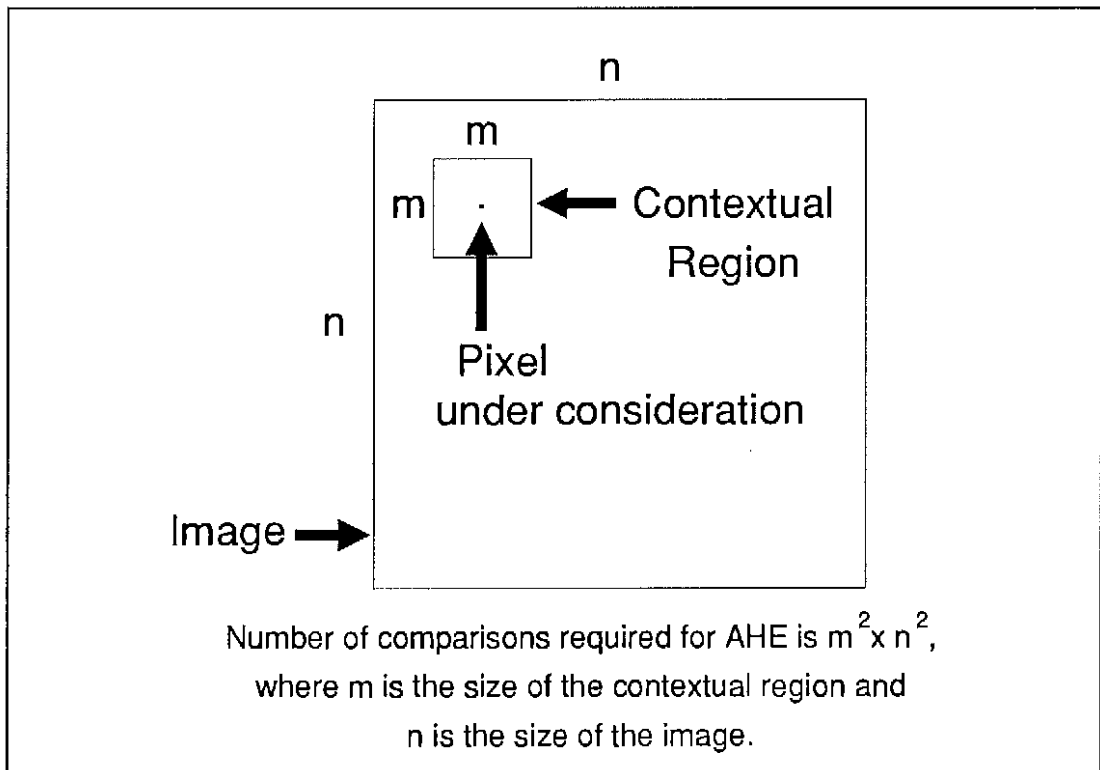 n
m
m
Contextual
Region
n
Pixel
under consideration
Image
Number of comparisons required for AHE is m² x n²,
where m is the size of the contextual region and
n is the size of the image.